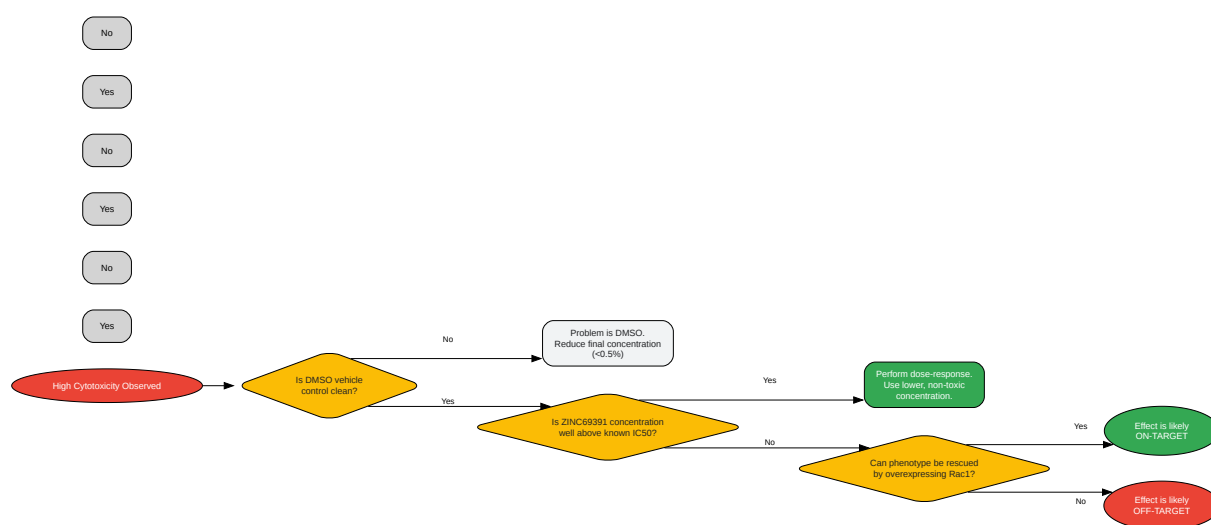 No
Yes
No
Yes
No
Yes
High Cytotoxicity Observed
Is DMSO vehicle
control clean?
No
Yes
Problem is DMSO.
Reduce final concentration
(<0.5%)
Is ZINC69391 concentration
well above known IC50?
Yes
No
Perform dose-response.
Use lower, non-toxic
concentration.
Can phenotype be rescued
by overexpressing Rac1?
Yes
No
Effect is likely
ON-TARGET
Effect is likely
OFF-TARGET